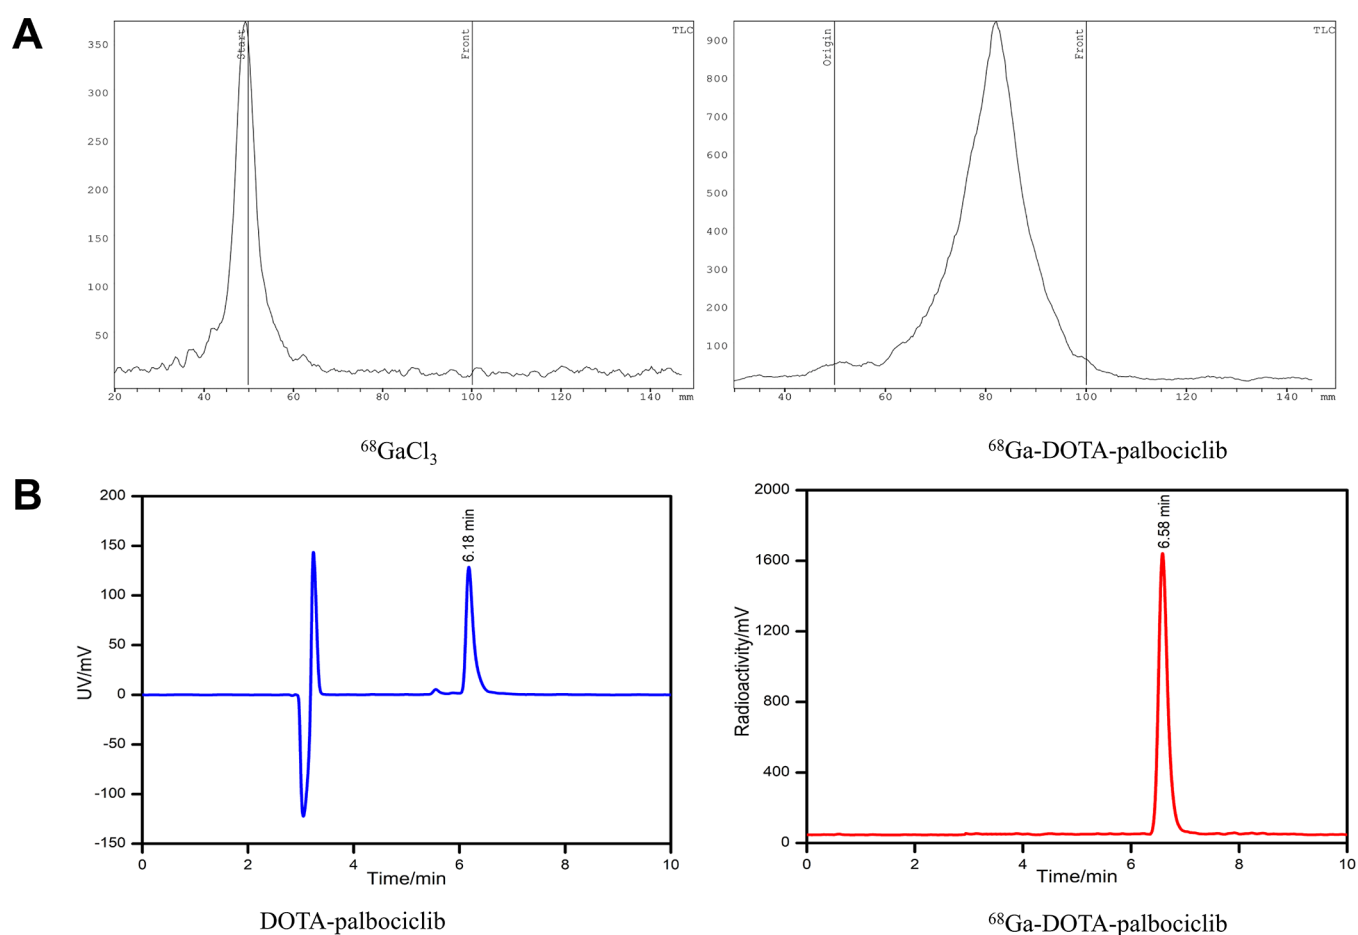 A
TLC
Start
Front
350
300
250
200
150
100
50
20 40 60 80 100 120 140 mm
⁶⁸GaCl₃
TLC
Origin
Front
900
800
700
600
500
400
300
200
100
40 60 80 100 120 140 mm
⁶⁸Ga-DOTA-palbociclib
B
200
150
100
50
0
-50
-100
-150
UV/mV
6.18 min
0 2 4 6 8 10
Time/min
DOTA-palbociclib
2000
1600
1200
800
400
0
Radioactivity/mV
6.58 min
0 2 4 6 8 10
Time/min
⁶⁸Ga-DOTA-palbociclib